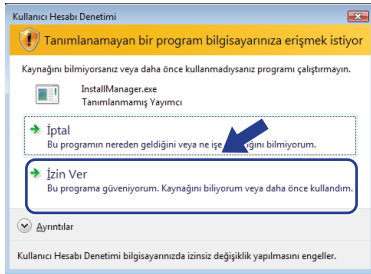 Kullanıcı Hesabı Denetimi
Tanımlanamayan bir program bilgisayarınıza erişmek istiyor
Kaynağını bilmiyorsanız veya daha önce kullanmadıysanız programı çalıştırmayın.
InstallManager.exe
Tanımlanmamış Yayımcı
İptal
Bu programın nereden geldiğini veya ne işe ığını bilmiyorum.
İzin Ver
Bu programa güveniyorum. Kaynağını biliyorum veya daha önce kullandım.
Ayrıntılar
Kullanıcı Hesabı Denetimi bilgisayarınızda izinsiz değişiklik yapılmasını engeller.